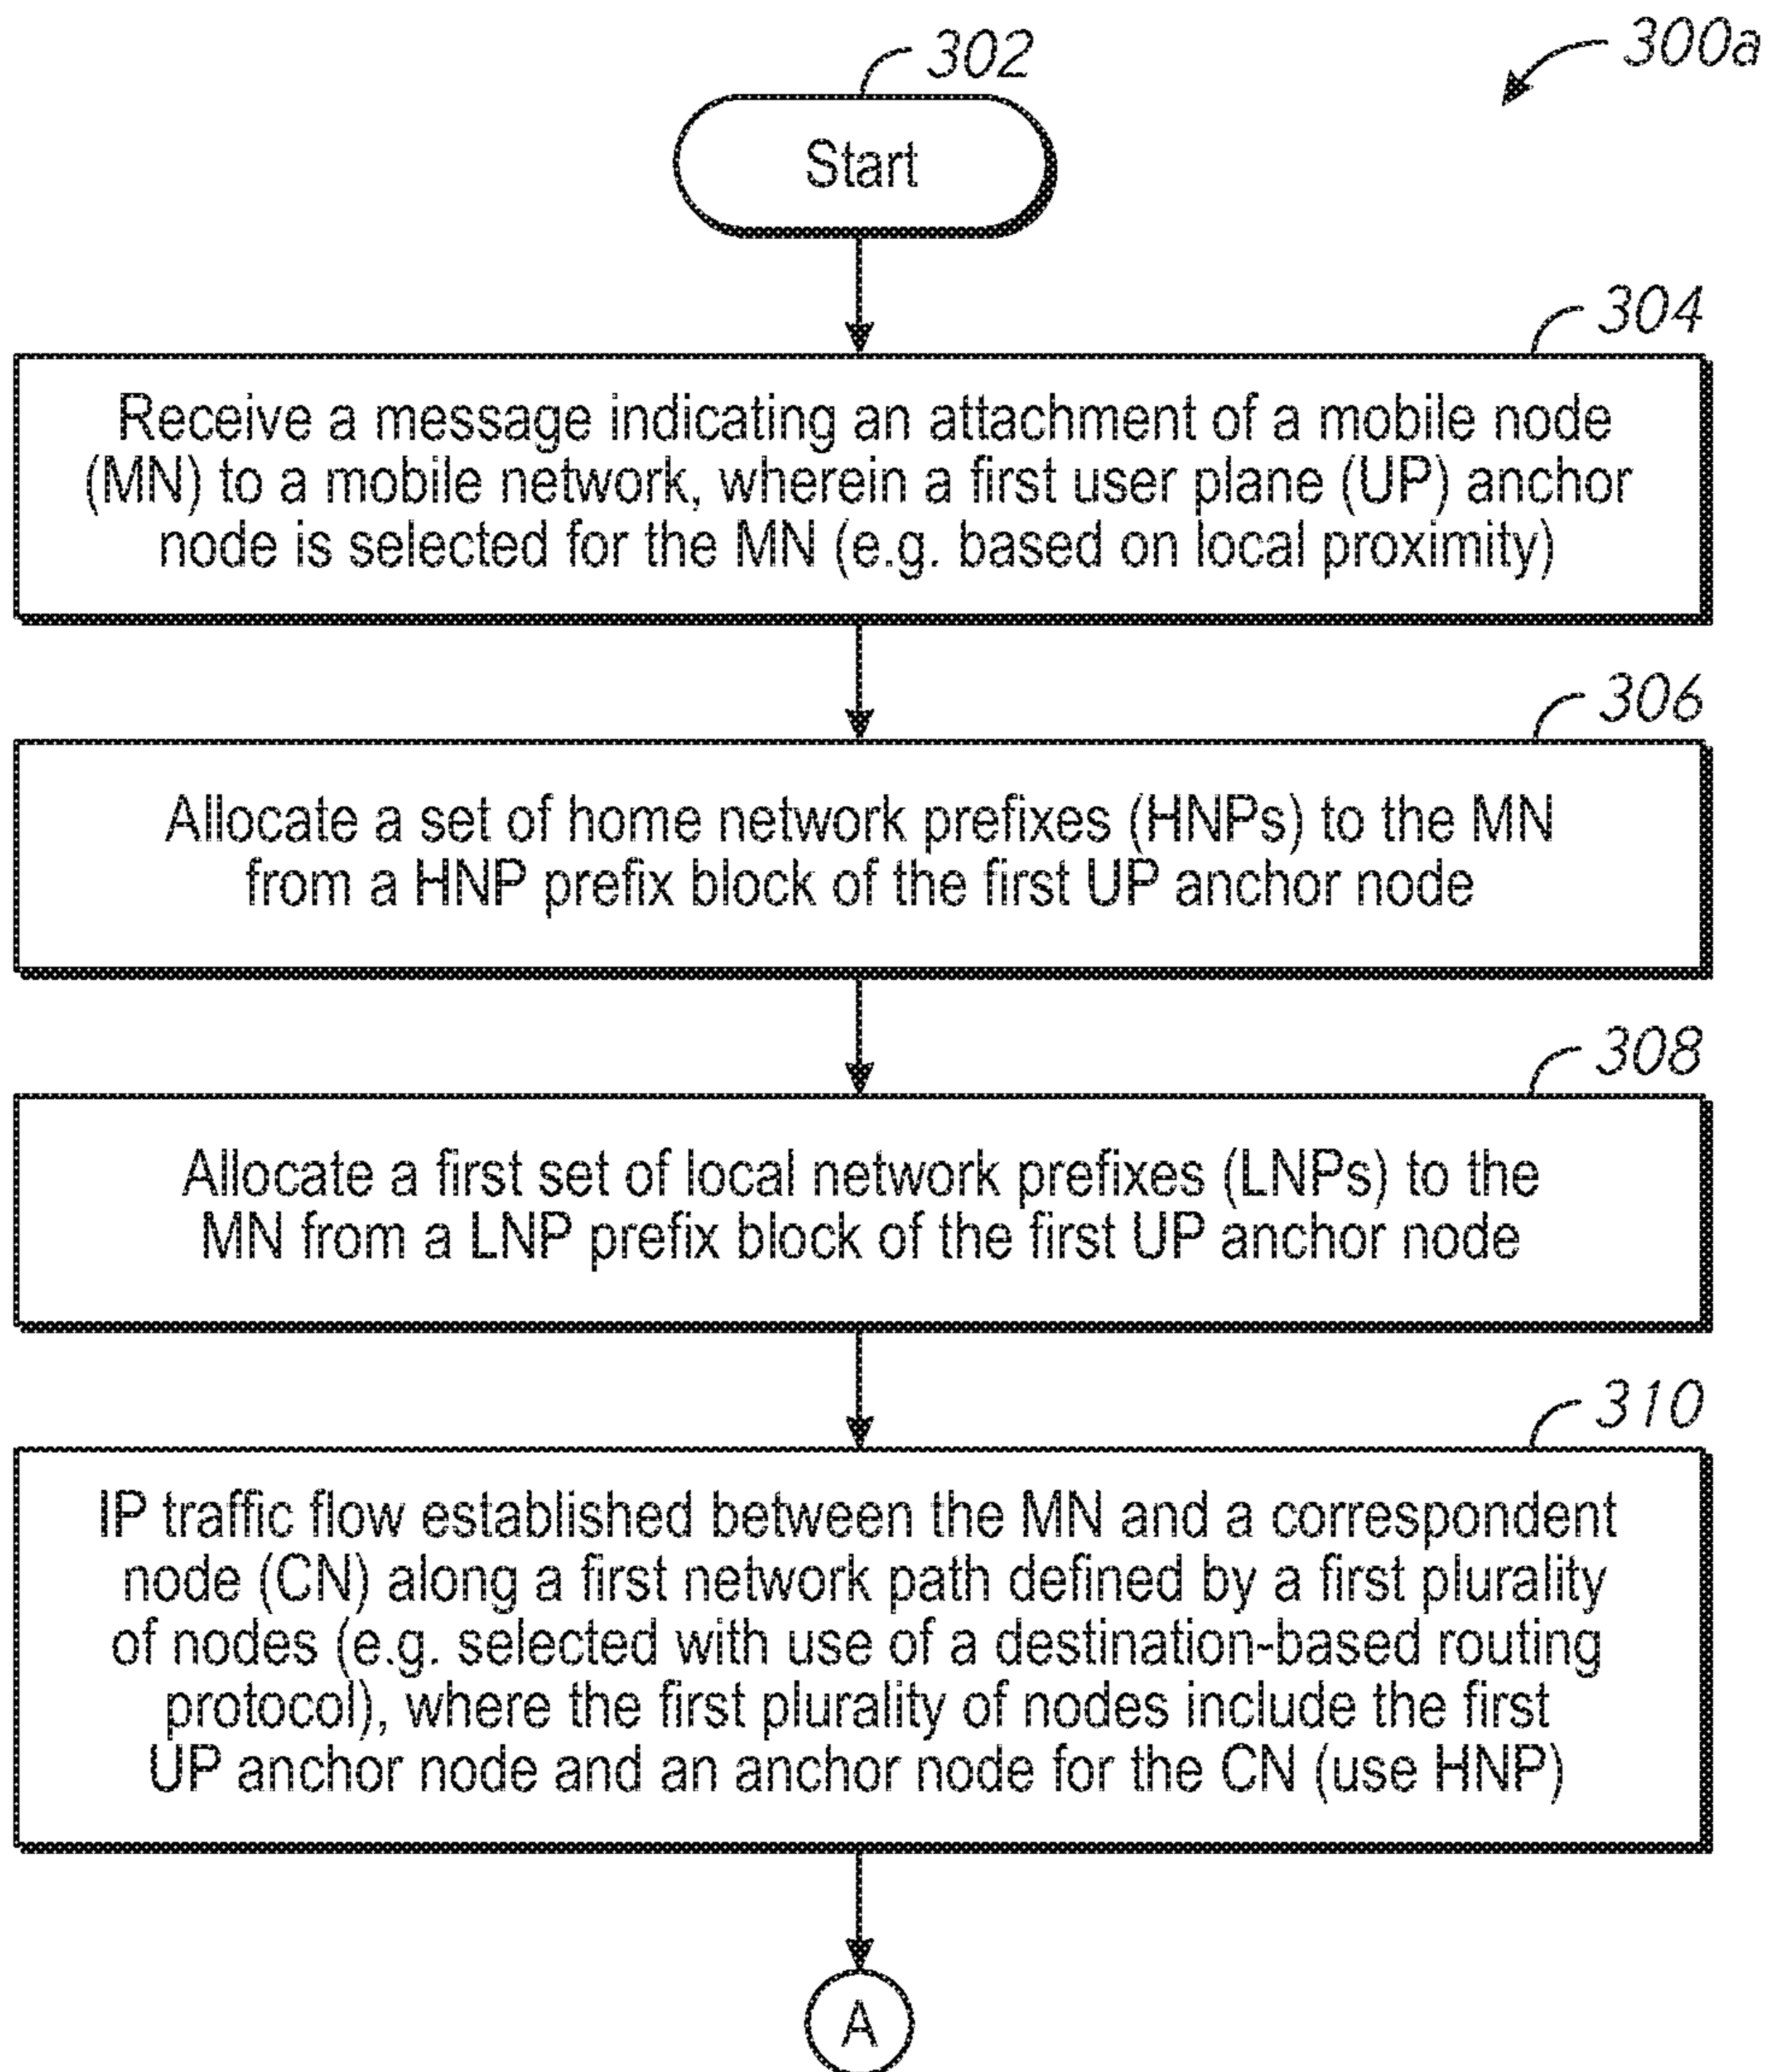 302
300a
Start
304
Receive a message indicating an attachment of a mobile node
(MN) to a mobile network, wherein a first user plane (UP) anchor
node is selected for the MN (e.g. based on local proximity)
306
Allocate a set of home network prefixes (HNPs) to the MN
from a HNP prefix block of the first UP anchor node
308
Allocate a first set of local network prefixes (LNPs) to the
MN from a LNP prefix block of the first UP anchor node
310
IP traffic flow established between the MN and a correspondent
node (CN) along a first network path defined by a first plurality
of nodes (e.g. selected with use of a destination-based routing
protocol), where the first plurality of nodes include the first
UP anchor node and an anchor node for the CN (use HNP)
A